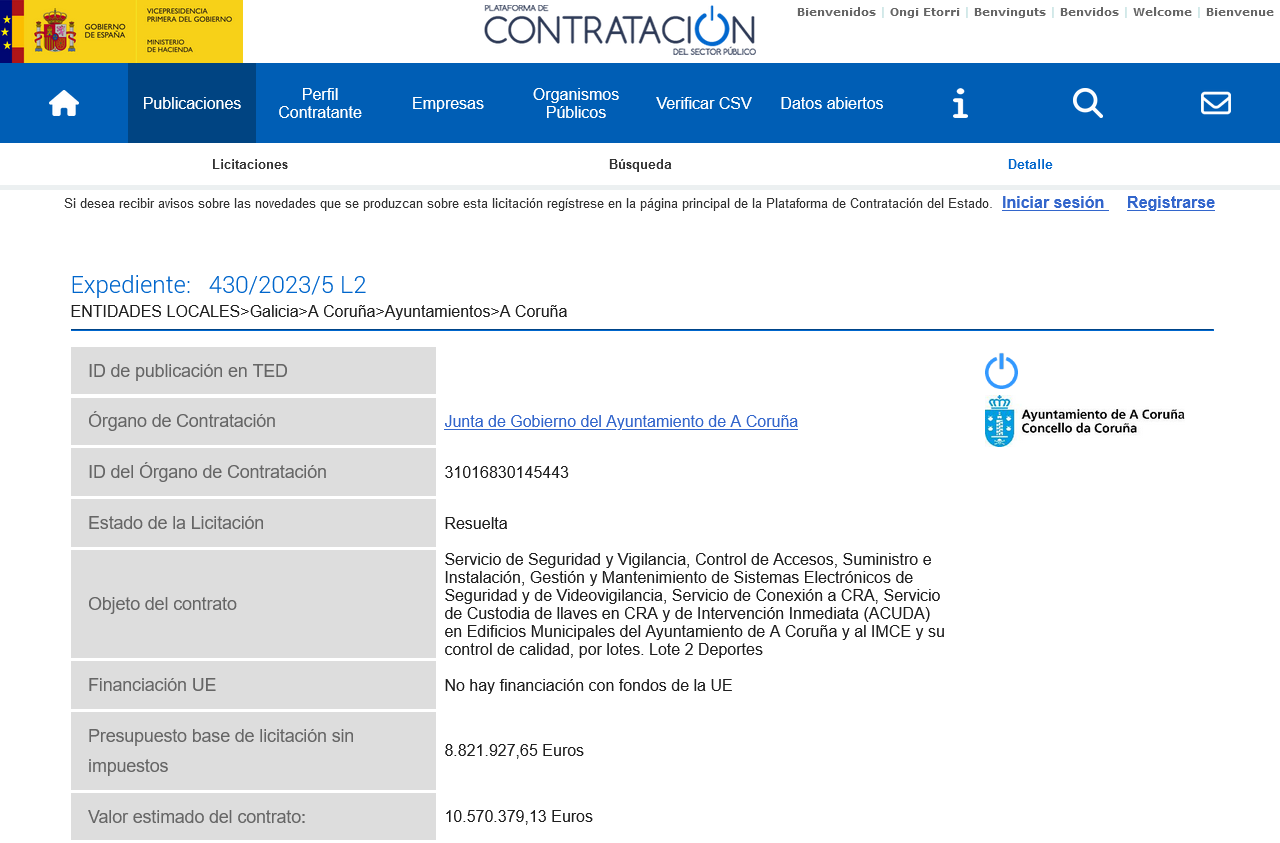 GOBIERNO
DE ESPAÑA
VICEPRESIDENCIA
PRIMERA DEL GOBIERNO
MINISTERIO
DE HACIENDA
PLATAFORMA DE
CONTRATACIÓN
DEL SECTOR PÚBLICO
Bienvenidos | Ongi Etorri | Benvinguts | Benvidos | Welcome | Bienvenue
Publicaciones
Perfil
Contratante
Empresas
Organismos
Públicos
Verificar CSV
Datos abiertos
Licitaciones
Búsqueda
Detalle
Si desea recibir avisos sobre las novedades que se produzcan sobre esta licitación regístrese en la página principal de la Plataforma de Contratación del Estado. Iniciar sesión Registrarse
Expediente: 430/2023/5 L2
ENTIDADES LOCALES>Galicia>A Coruña>Ayuntamientos>A Coruña
ID de publicación en TED
Órgano de Contratación
Junta de Gobierno del Ayuntamiento de A Coruña
Ayuntamiento de A Coruña
Concello da Coruña
ID del Órgano de Contratación
31016830145443
Estado de la Licitación
Resuelta
Objeto del contrato
Servicio de Seguridad y Vigilancia, Control de Accesos, Suministro e
Instalación, Gestión y Mantenimiento de Sistemas Electrónicos de
Seguridad y de Videovigilancia, Servicio de Conexión a CRA, Servicio
de Custodia de llaves en CRA y de Intervención Inmediata (ACUDA)
en Edificios Municipales del Ayuntamiento de A Coruña y al IMCE y su
control de calidad, por lotes. Lote 2 Deportes
Financiación UE
No hay financiación con fondos de la UE
Presupuesto base de licitación sin
impuestos
8.821.927,65 Euros
Valor estimado del contrato:
10.570.379,13 Euros